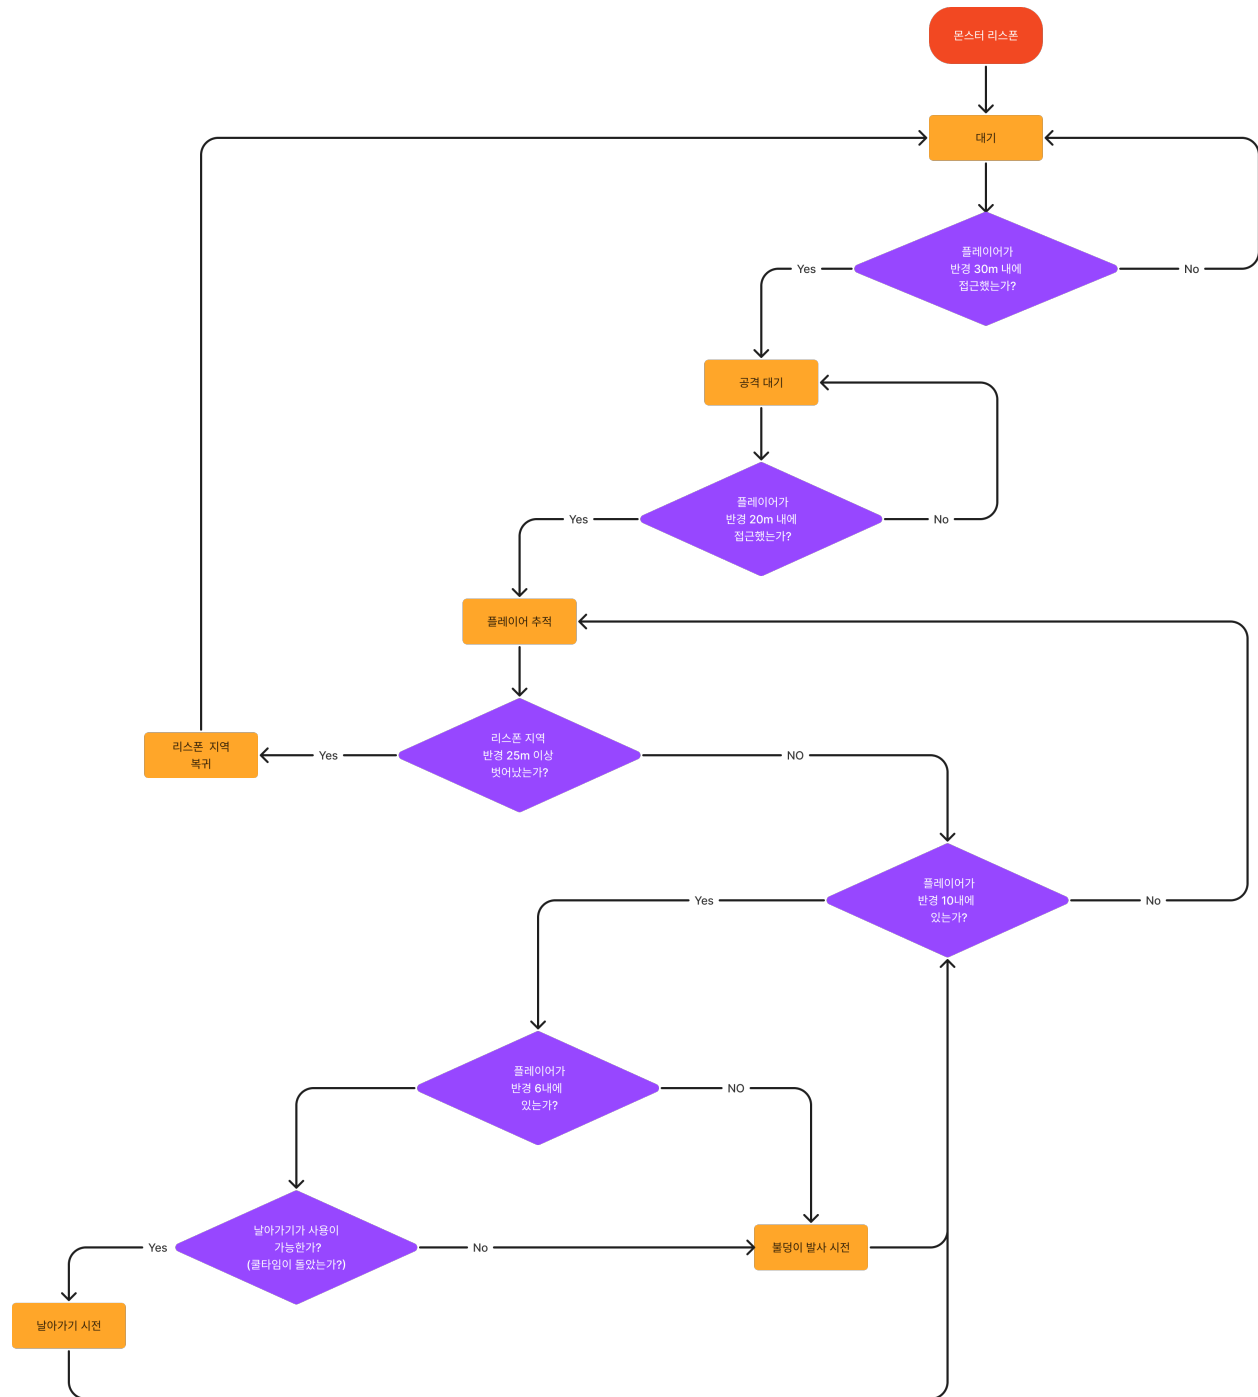 몬스터 리스폰
대기
플레이어가
반경 30m 내에
접근했는가?
Yes
No
공격 대기
플레이어가
반경 20m 내에
접근했는가?
Yes
No
플레이어 추적
리스폰 지역
반경 25m 이상
벗어났는가?
Yes
NO
리스폰 지역
복귀
플레이어가
반경 10내에
있는가?
Yes
No
플레이어가
반경 6내에
있는가?
NO
날아가기가 사용이
가능한가?
(쿨타임이 돌았는가?)
Yes
No
불덩이 발사 시전
날아가기 시전